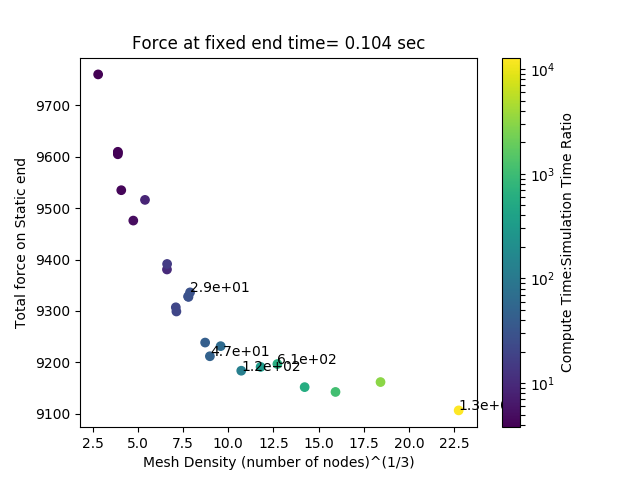 Force at fixed end time= 0.104 sec
Total force on Static end
9700
9600
9500
9400
9300
9200
9100
2.9e+01
4.7e+01
1.2e+02
6.1e+02
2.5 5.0 7.5 10.0 12.5 15.0 17.5 20.0 22.5
Mesh Density (number of nodes)^(1/3)
10^4
10^3
10^2
10^1
Compute Time:Simulation Time Ratio